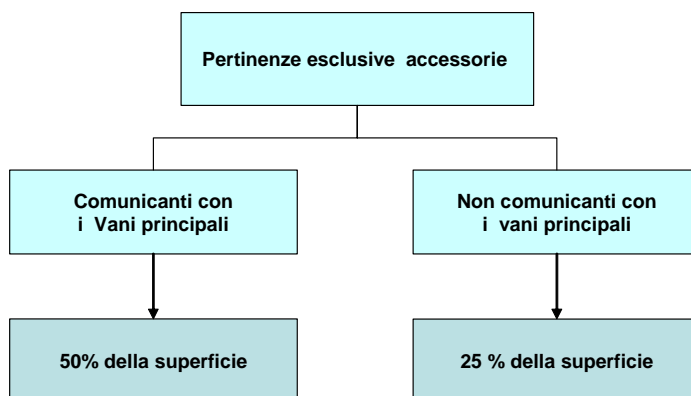 Pertinenze esclusive accessorie
Comunicanti con
i Vani principali
Non comunicanti con
i vani principali
50% della superficie
25 % della superficie